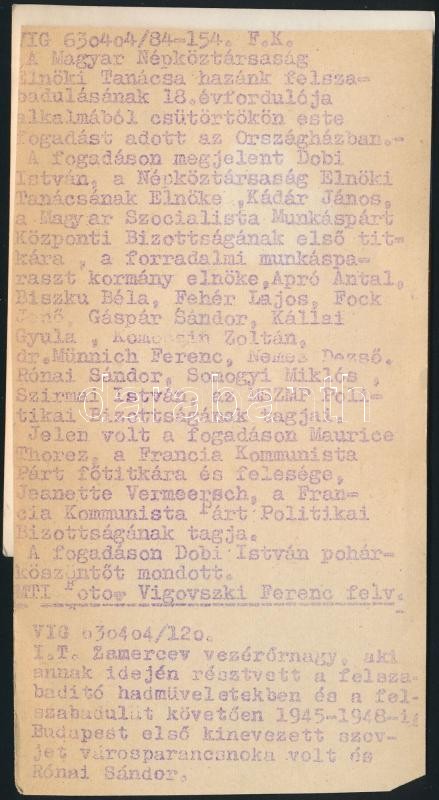 VIG 630404/84-154. F.K.
A Magyar Népköztársaság
Elnöki Tanácsa hazánk felsza-
badulásának 18.évfordulója
alkalmából csütörtökön este
fogadást adott az Országházban.-
A fogadáson megjelent Dobi
István, a Népköztársaság Elnöki
Tanácsának Elnöke ,Kádár János,
a Magyar Szocialista Munkáspárt
Központi Bizottságának első tit-
kára , a forradalmi munkáspa-
raszt kormány elnöke,Apró Antal,
Biszku Béla, Fehér Lajos, Fock
Jenő, Gáspár Sándor, Kállai
Gyula , Komocsin Zoltán,
dr.Münnich Ferenc, Nemes Dezső.
Rónai Sándor, Somogyi Miklós ,
Szirmai István, az MSZMP Poli-
tikai Bizottságának tagjai.
Jelen volt a fogadáson Maurice
Thorez, a Francia Kommunista
Párt főtitkára és felesége,
Jeanette Vermeersch, a Fran-
cia Kommunista Párt Politikai
Bizottságának tagja.
A fogadáson Dobi István pohár-
köszöntőt mondott.
MTI Foto- Vigovszki Ferenc felv.
VIG 630404/120.
I.T. Zamercev vezérőrnagy, aki
annak idején résztvett a felsza-
badító hadműveletekben és a fel-
szabadulát követően 1945-1948-ig
Budapest első kinevezett szov-
jet városparancsnoka volt és
Rónai Sándor.
darabanth